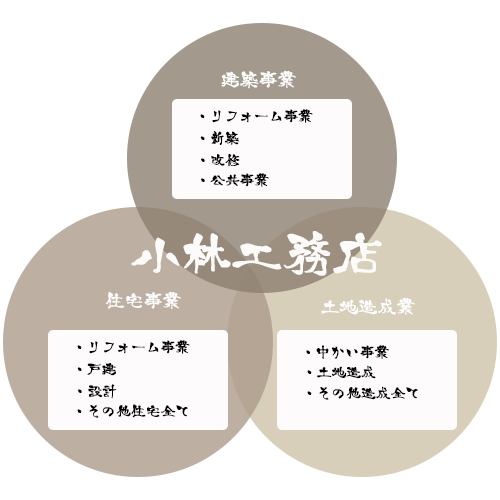 建築事業
・リフォーム事業
・新築
・改修
・公共事業
小林工務店
住宅事業
・リフォーム事業
・戸建
・設計
・その他住宅全て
土地造成業
・中かい事業
・土地造成
・その他造成全て